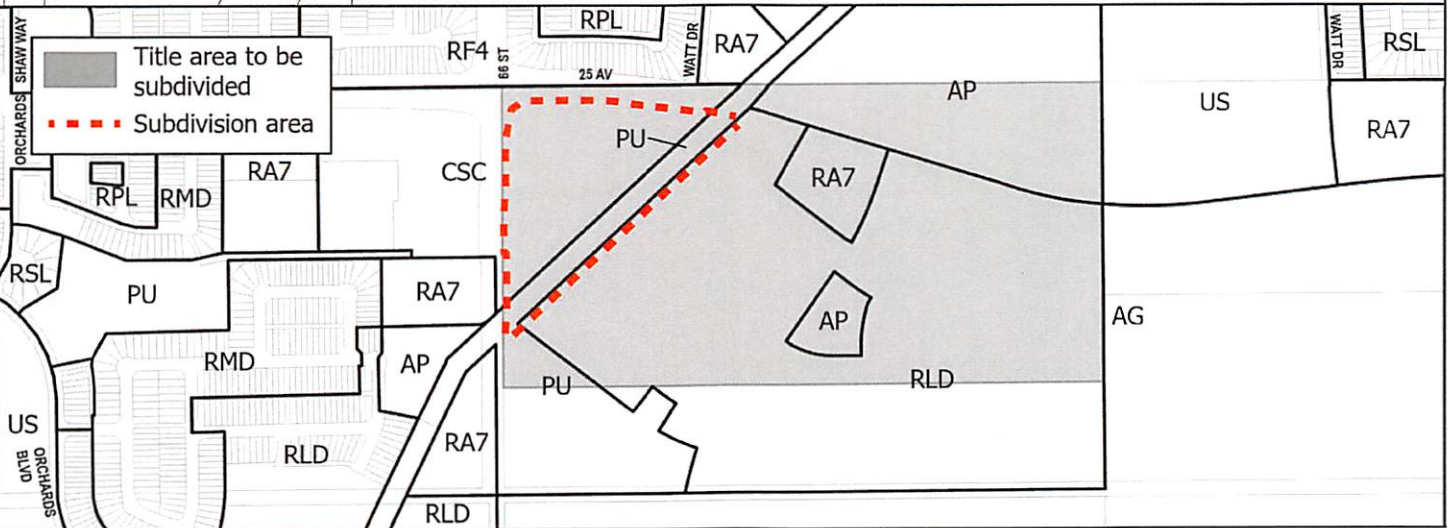 RPL
RF4
66 ST
25 AV
WATT DR
RA7
WATT DR
RSL
ORCHARDS
SHAW WAY
Title area to be
subdivided
Subdivision area
AP
US
RA7
PU
CSC
RA7
RPL
RMD
RA7
RSL
PU
RA7
AP
AG
RMD
AP
RLD
PU
US
ORCHARDS
BLVD
RLD
RA7
RLD